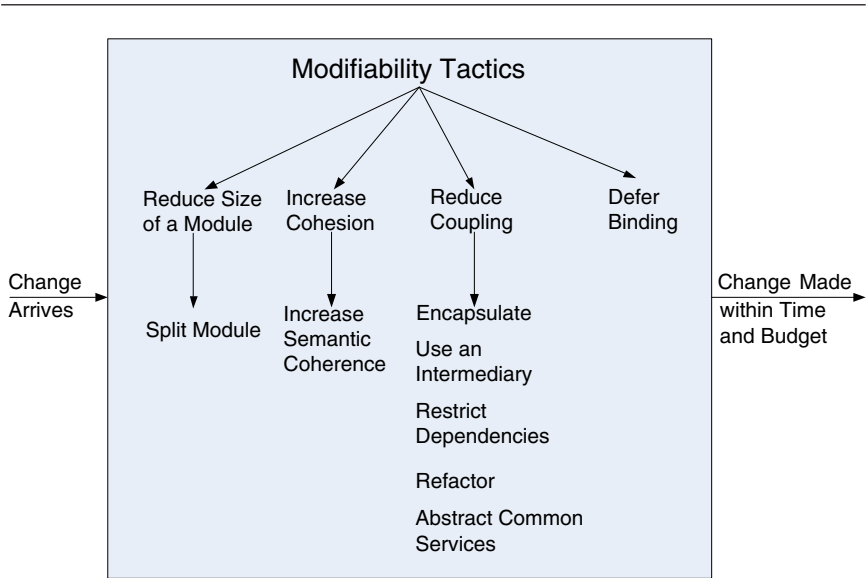 Modifiability Tactics
Reduce Size
of a Module
Increase
Cohesion
Reduce
Coupling
Defer
Binding
Change
Arrives
Split Module
Increase
Semantic
Coherence
Encapsulate
Use an
Intermediary
Restrict
Dependencies
Refactor
Abstract Common
Services
Change Made
within Time
and Budget